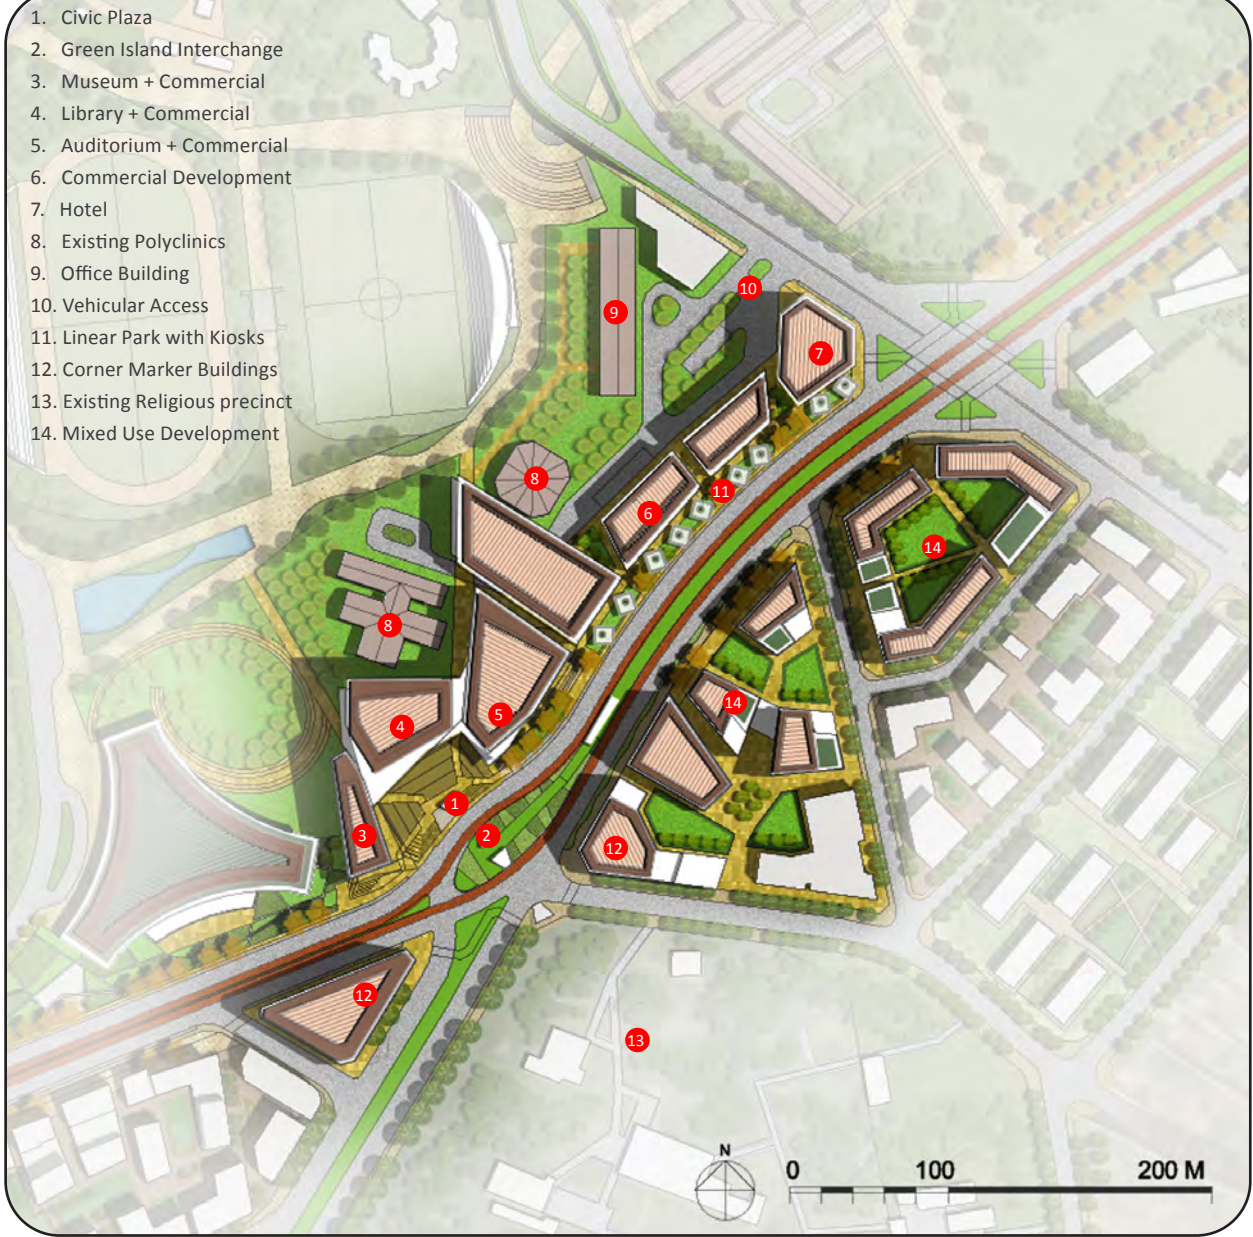 1. Civic Plaza
2. Green Island Interchange
3. Museum + Commercial
4. Library + Commercial
5. Auditorium + Commercial
6. Commercial Development
7. Hotel
8. Existing Polyclinics
9. Office Building
10. Vehicular Access
11. Linear Park with Kiosks
12. Corner Marker Buildings
13. Existing Religious precinct
14. Mixed Use Development
10
9
7
8
11
6
14
8
14
5
4
1
2
3
12
12
13
N
0 100 200 M